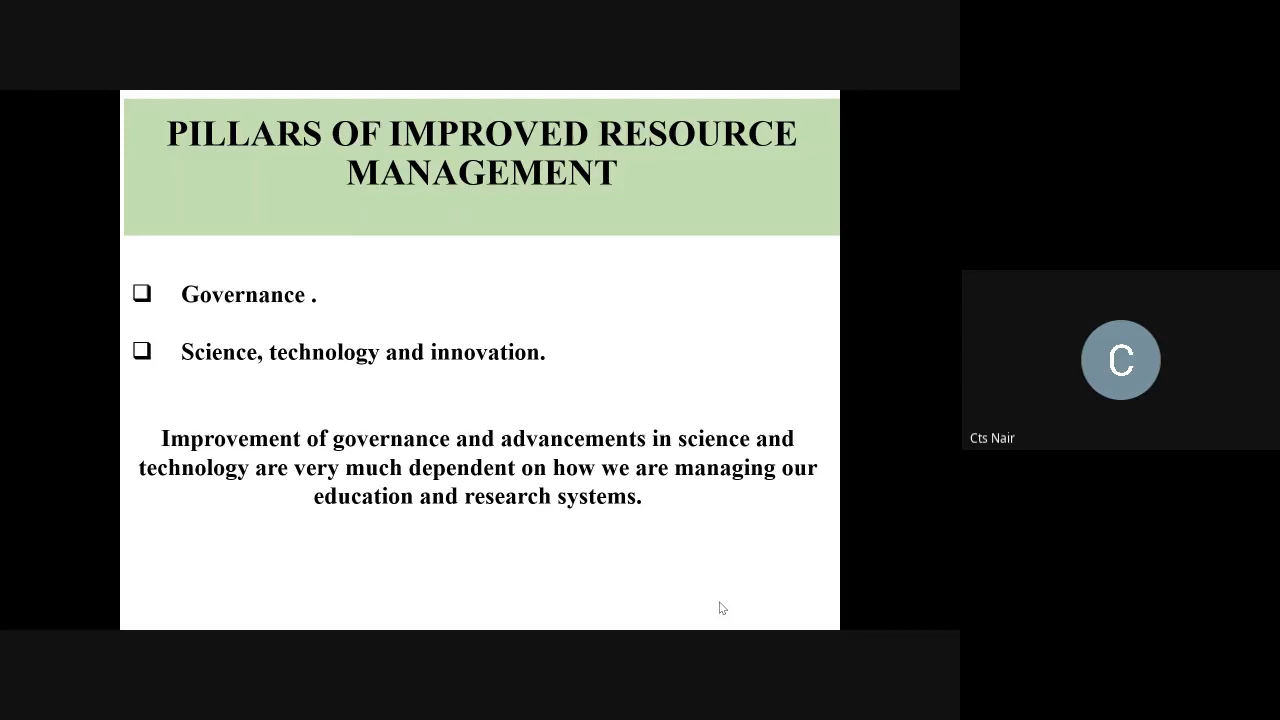 PILLARS OF IMPROVED RESOURCE
MANAGEMENT
Governance .
Science, technology and innovation.
Improvement of governance and advancements in science and
technology are very much dependent on how we are managing our
education and research systems.
C
Cts Nair